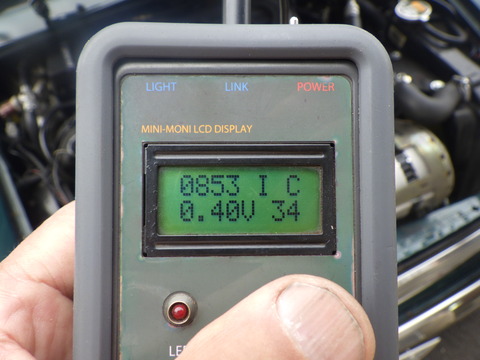 LIGHT LINK POWER
MINI-MONI LCD DISPLAY
0853 I C
0.40V 34